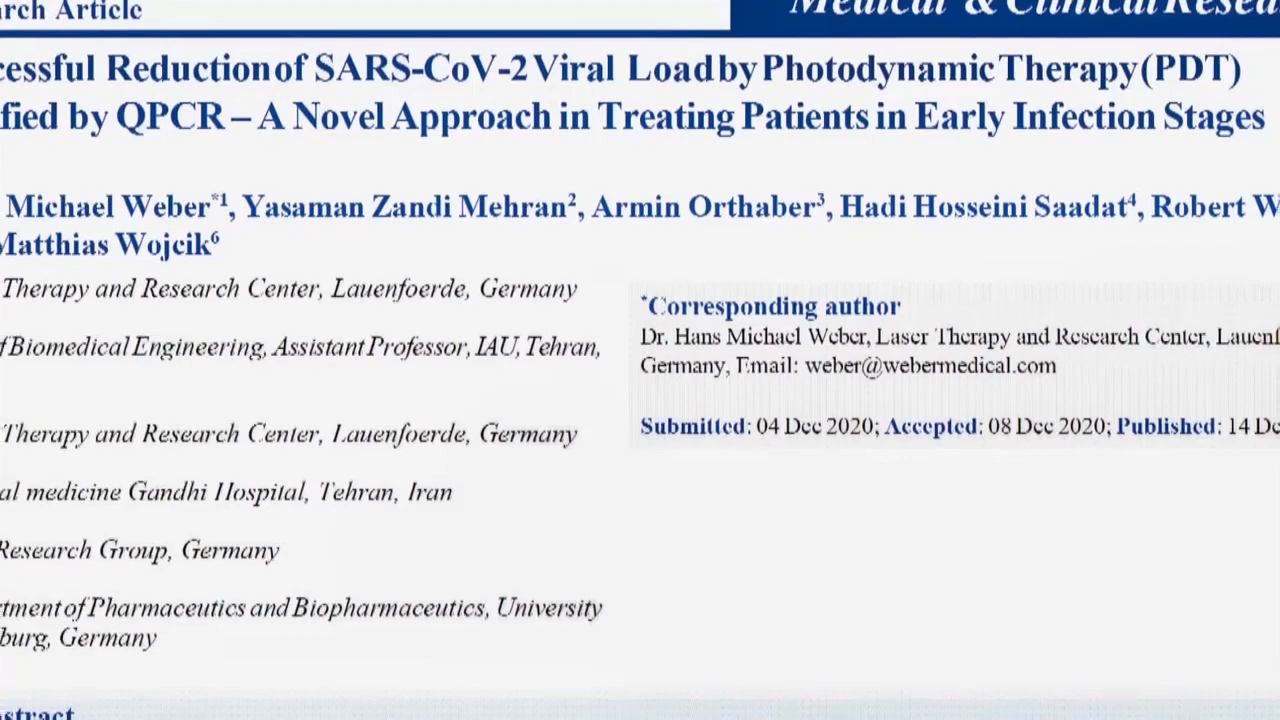 rch Article
Medical & Clinical Resea
cessful Reduction of SARS-CoV-2 Viral Load by Photodynamic Therapy (PDT)
fied by QPCR – A Novel Approach in Treating Patients in Early Infection Stages
Michael Weber*1, Yasaman Zandi Mehran2, Armin Orthaber3, Hadi Hosseini Saadat4, Robert W
Matthias Wojcik6
Therapy and Research Center, Lauenfoerde, Germany
f Biomedical Engineering, Assistant Professor, IAU, Tehran,
Therapy and Research Center, Lauenfoerde, Germany
al medicine Gandhi Hospital, Tehran, Iran
Research Group, Germany
tment of Pharmaceutics and Biopharmaceutics, University
burg, Germany
*Corresponding author
Dr. Hans Michael Weber, Laser Therapy and Research Center, Lauenf
Germany, Email: weber@webermedical.com
Submitted: 04 Dec 2020; Accepted: 08 Dec 2020; Published: 14 De
stract